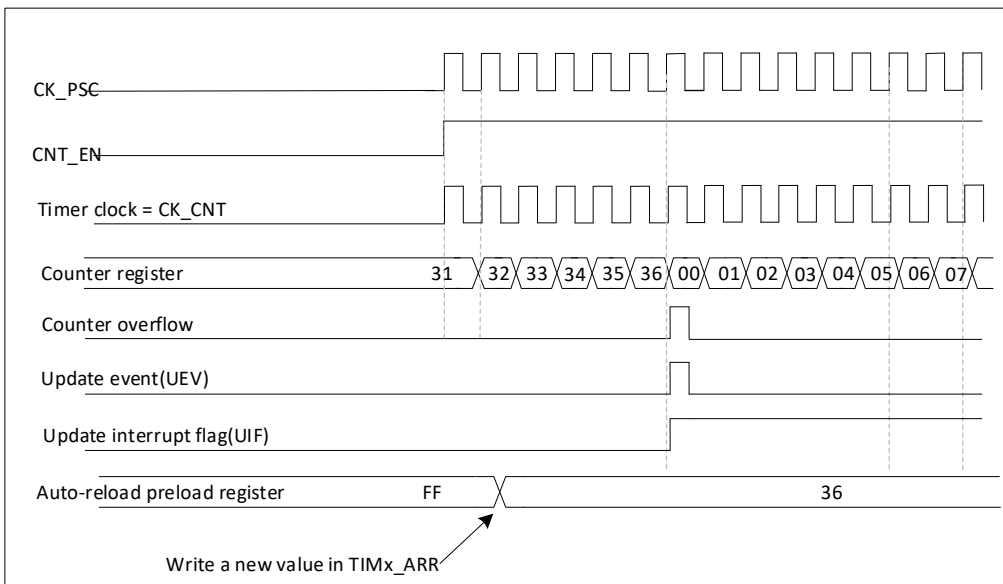 CK_PSC
CNT_EN
Timer clock = CK_CNT
Counter register 31 32 33 34 35 36 00 01 02 03 04 05 06 07
Counter overflow
Update event(UEV)
Update interrupt flag(UIF)
Auto-reload preload register FF 36
Write a new value in TIMx_ARR